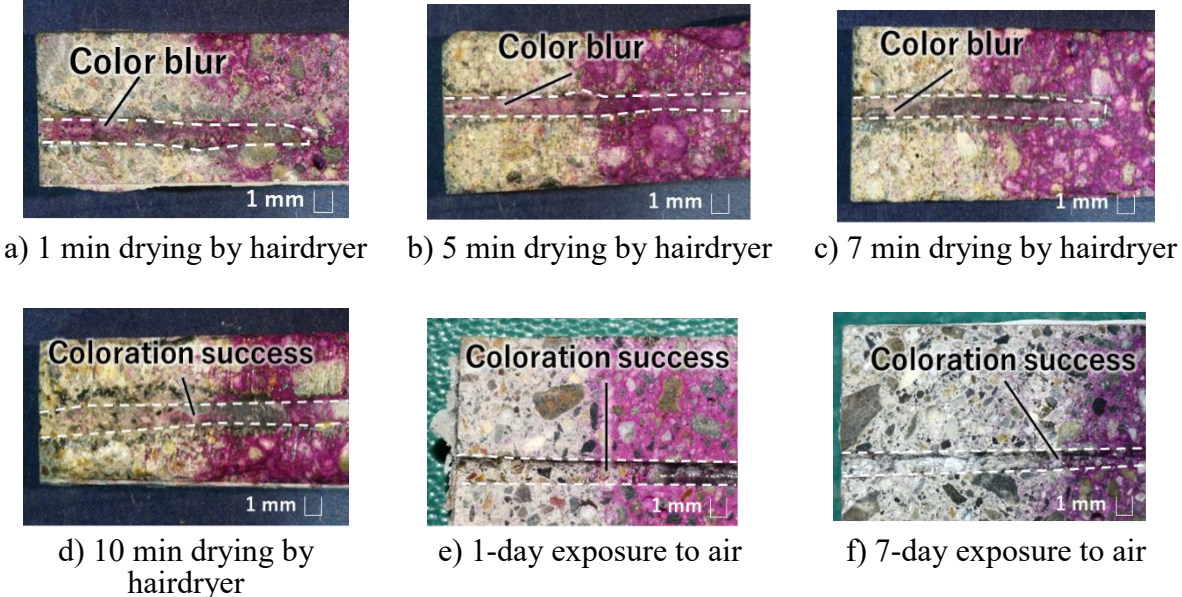 Color blur
1 mm
a) 1 min drying by hairdryer
Color blur
1 mm
b) 5 min drying by hairdryer
Color blur
1 mm
c) 7 min drying by hairdryer
Coloration success
1 mm
d) 10 min drying by
hairdryer
Coloration success
1 mm
e) 1-day exposure to air
Coloration success
1 mm
f) 7-day exposure to air